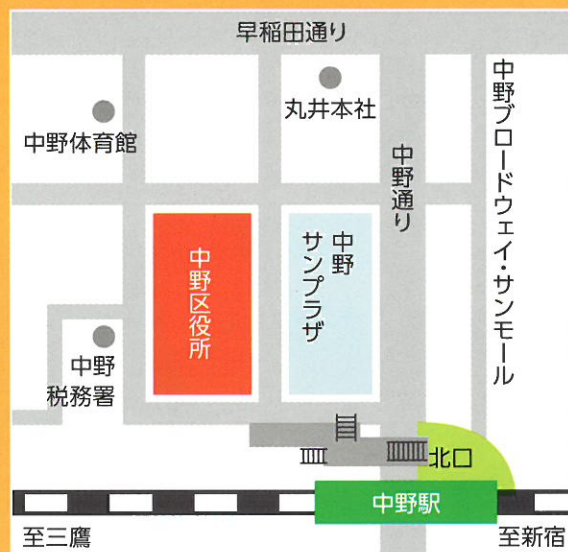 早稲田通り
丸井本社
中野体育館
中野通り
中野ブロードウェイ・サンモール
中野区役所
中野
サンプラザ
中野
税務署
北口
中野駅
至三鷹
至新宿